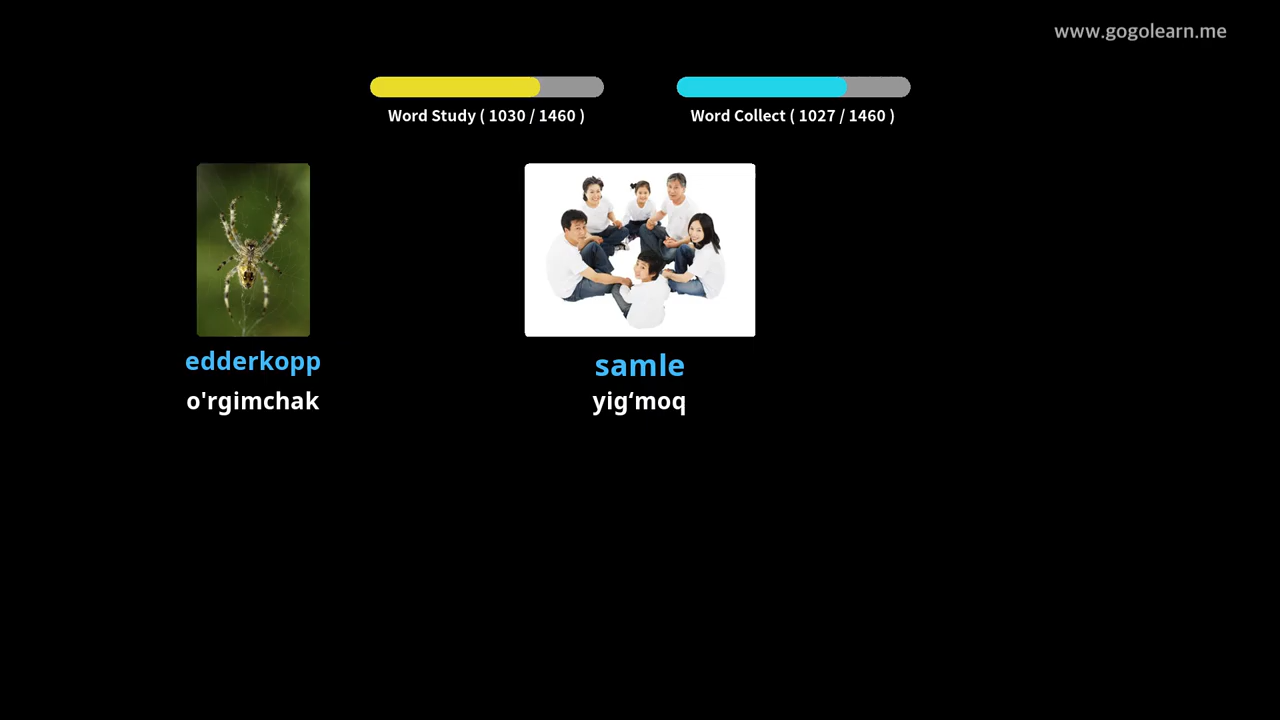 www.gogolearn.me
Word Study ( 1030 / 1460 )
Word Collect ( 1027 / 1460 )
edderkopp
o'rgimchak
samle
yig‘moq